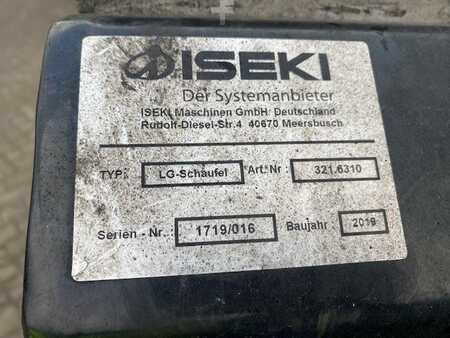 ISEKI
Der Systemanbieter
ISEKI Maschinen GmbH Deutschland
Rudolf-Diesel-Str.4 40670 Meersbusch
TYP: LG-Schaufel Art.Nr : 321.6310
Serien - Nr.: 1719/016 Baujahr : 2019